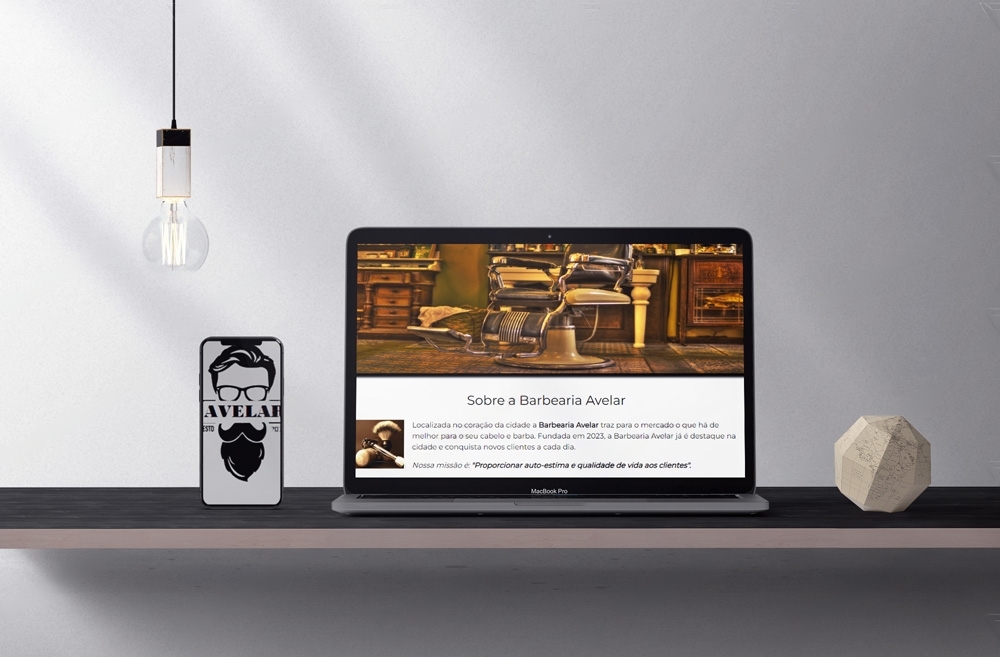 AVELAR
ESTD
Sobre a Barbearia Avelar
Localizada no coração da cidade a Barbearia Avelar traz para o mercado o que há de
melhor para o seu cabelo e barba. Fundada em 2023, a Barbearia Avelar já é destaque na
cidade e conquista novos clientes a cada dia.
Nossa missão é: "Proporcionar auto-estima e qualidade de vida aos clientes".
MacBook Pro